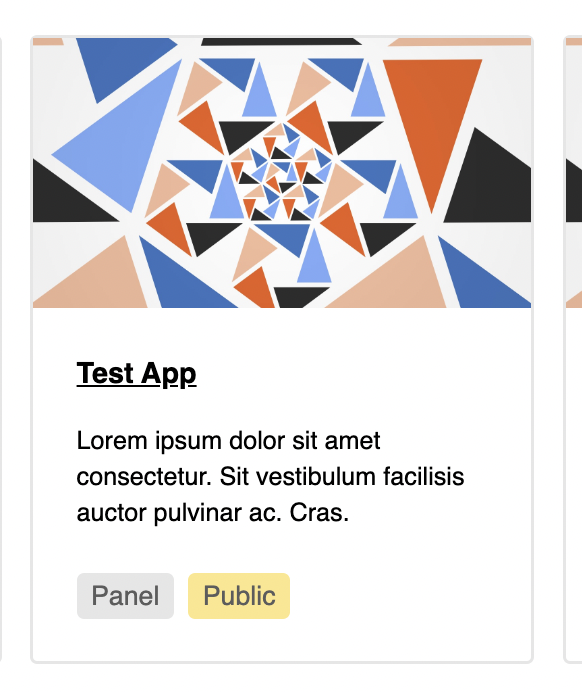 Test App
Lorem ipsum dolor sit amet
consectetur. Sit vestibulum facilisis
auctor pulvinar ac. Cras.
Panel Public